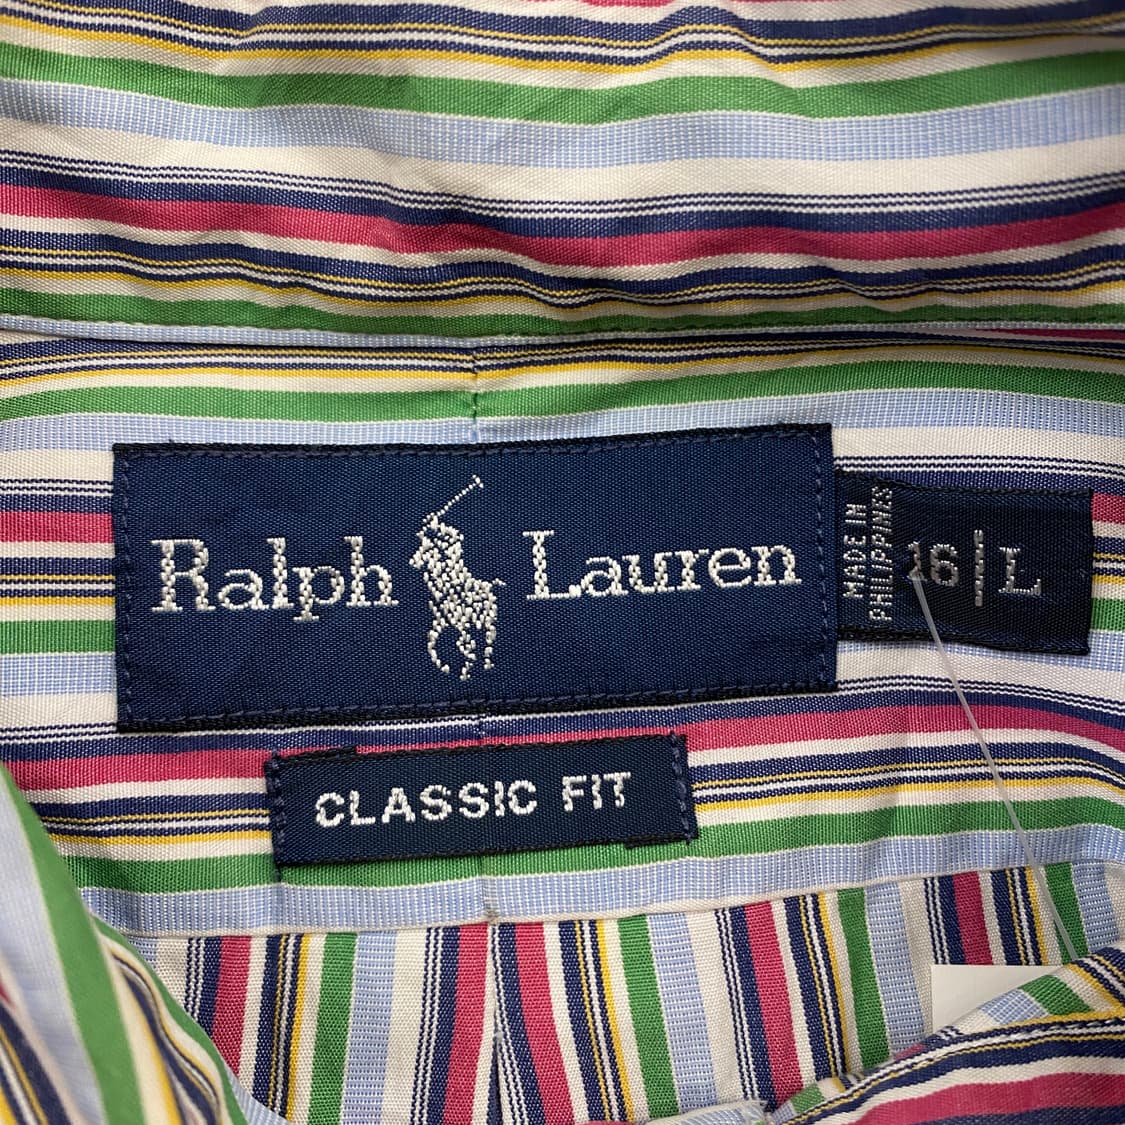 Ralph Lauren
MADE IN
PHILIPPINES
16 | L
CLASSIC FIT